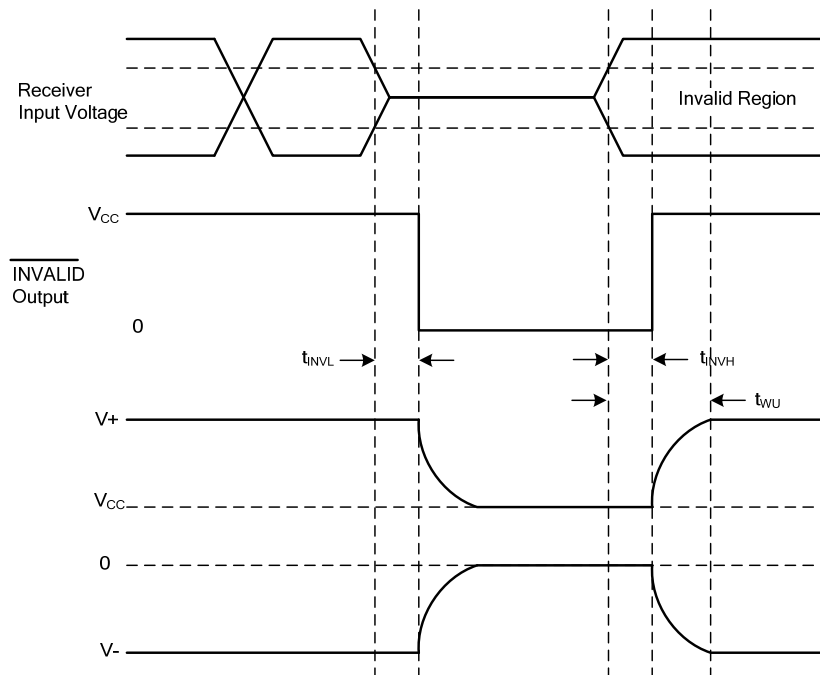 Receiver
Input Voltage
Invalid Region
VCC
INVALID
Output
0
tINVL
tINVH
tWU
V+
VCC
0
V-